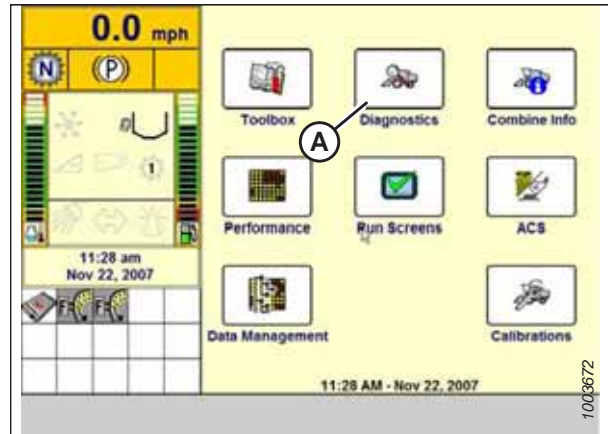 0.0 mph
N
(P)
1
11:28 am
Nov 22, 2007
F
F
Toolbox
Diagnostics
Combine Info
A
Performance
Run Screens
ACS
Data Management
Calibrations
11:28 AM - Nov 22, 2007
1003672